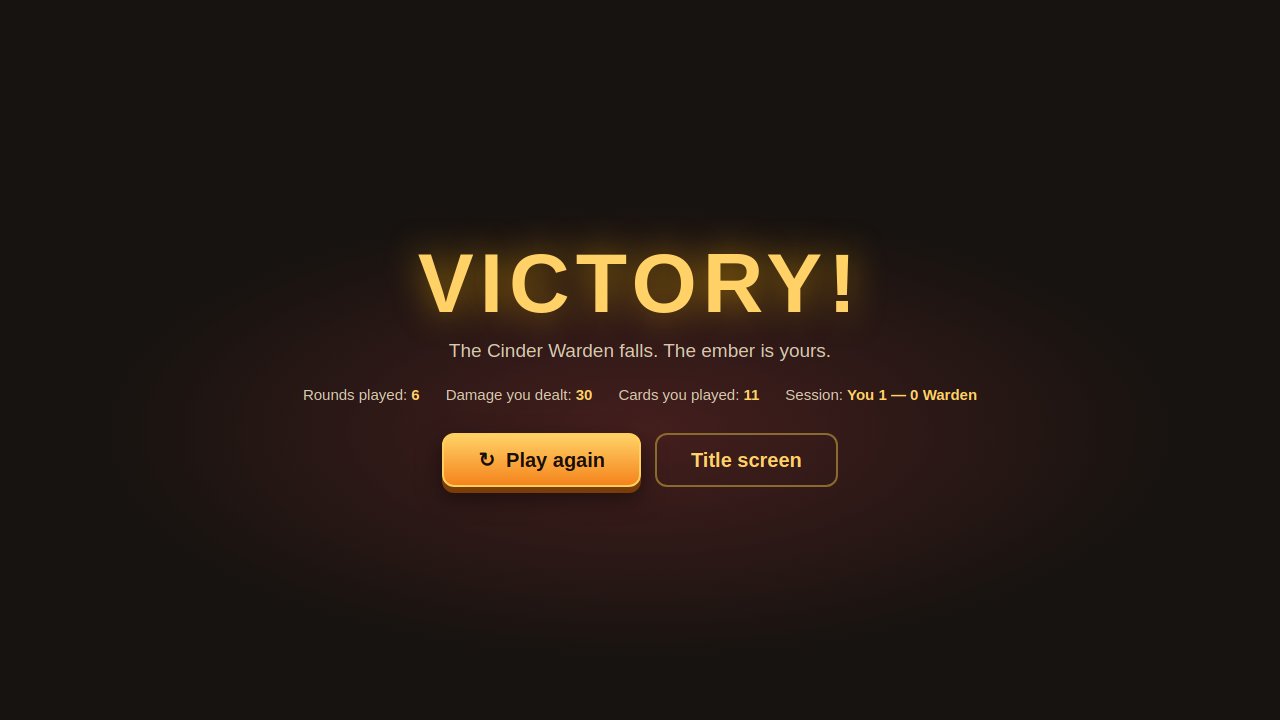 VICTORY!
The Cinder Warden falls. The ember is yours.
Rounds played: 6 Damage you dealt: 30 Cards you played: 11 Session: You 1 — 0 Warden
↻ Play again Title screen